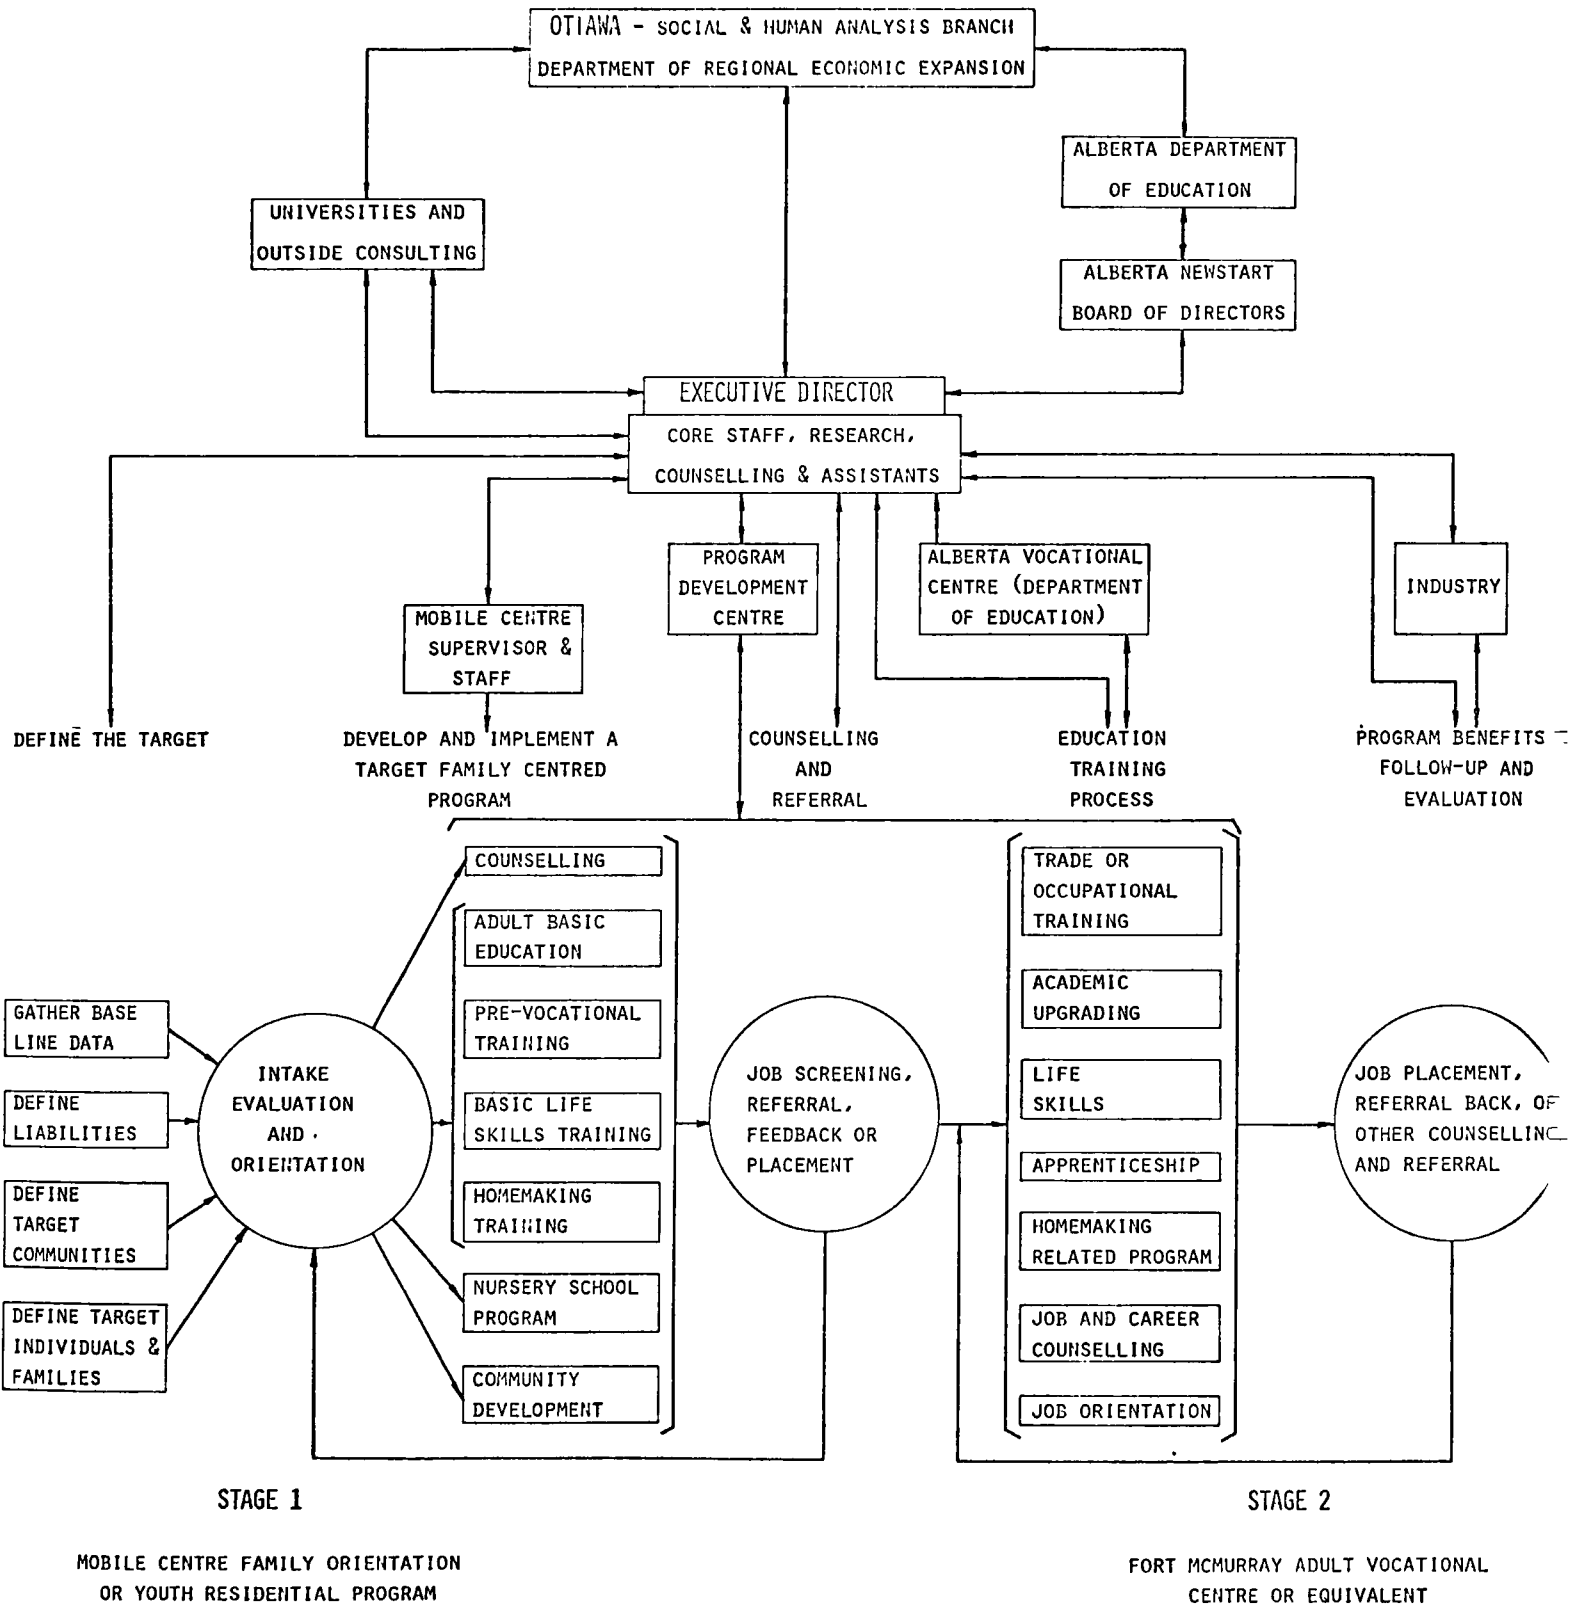 OTIAWA - SOCIAL & HUMAN ANALYSIS BRANCH
DEPARTMENT OF REGIONAL ECONOMIC EXPANSION
ALBERTA DEPARTMENT
OF EDUCATION
UNIVERSITIES AND
OUTSIDE CONSULTING
ALBERTA NEWSTART
BOARD OF DIRECTORS
EXECUTIVE DIRECTOR
CORE STAFF, RESEARCH,
COUNSELLING & ASSISTANTS
PROGRAM
DEVELOPMENT
CENTRE
ALBERTA VOCATIONAL
CENTRE (DEPARTMENT
OF EDUCATION)
INDUSTRY
MOBILE CENTRE
SUPERVISOR &
STAFF
DEFINE THE TARGET
DEVELOP AND IMPLEMENT A
TARGET FAMILY CENTRED
PROGRAM
COUNSELLING
AND
REFERRAL
EDUCATION
TRAINING
PROCESS
PROGRAM BENEFITS -
FOLLOW-UP AND
EVALUATION
GATHER BASE
LINE DATA
DEFINE
LIABILITIES
DEFINE
TARGET
COMMUNITIES
DEFINE TARGET
INDIVIDUALS &
FAMILIES
INTAKE
EVALUATION
AND
ORIENTATION
COUNSELLING
ADULT BASIC
EDUCATION
PRE-VOCATIONAL
TRAINING
BASIC LIFE
SKILLS TRAINING
HOMEMAKING
TRAINING
NURSERY SCHOOL
PROGRAM
COMMUNITY
DEVELOPMENT
JOB SCREENING,
REFERRAL,
FEEDBACK OR
PLACEMENT
TRADE OR
OCCUPATIONAL
TRAINING
ACADEMIC
UPGRADING
LIFE
SKILLS
APPRENTICESHIP
HOMEMAKING
RELATED PROGRAM
JOB AND CAREER
COUNSELLING
JOB ORIENTATION
JOB PLACEMENT,
REFERRAL BACK,
OTHER
AND REFERRAL
STAGE 1
STAGE 2
MOBILE CENTRE FAMILY ORIENTATION
OR YOUTH RESIDENTIAL PROGRAM
FORT MCMURRAY ADULT VOCATIONAL
CENTRE OR EQUIVALENT